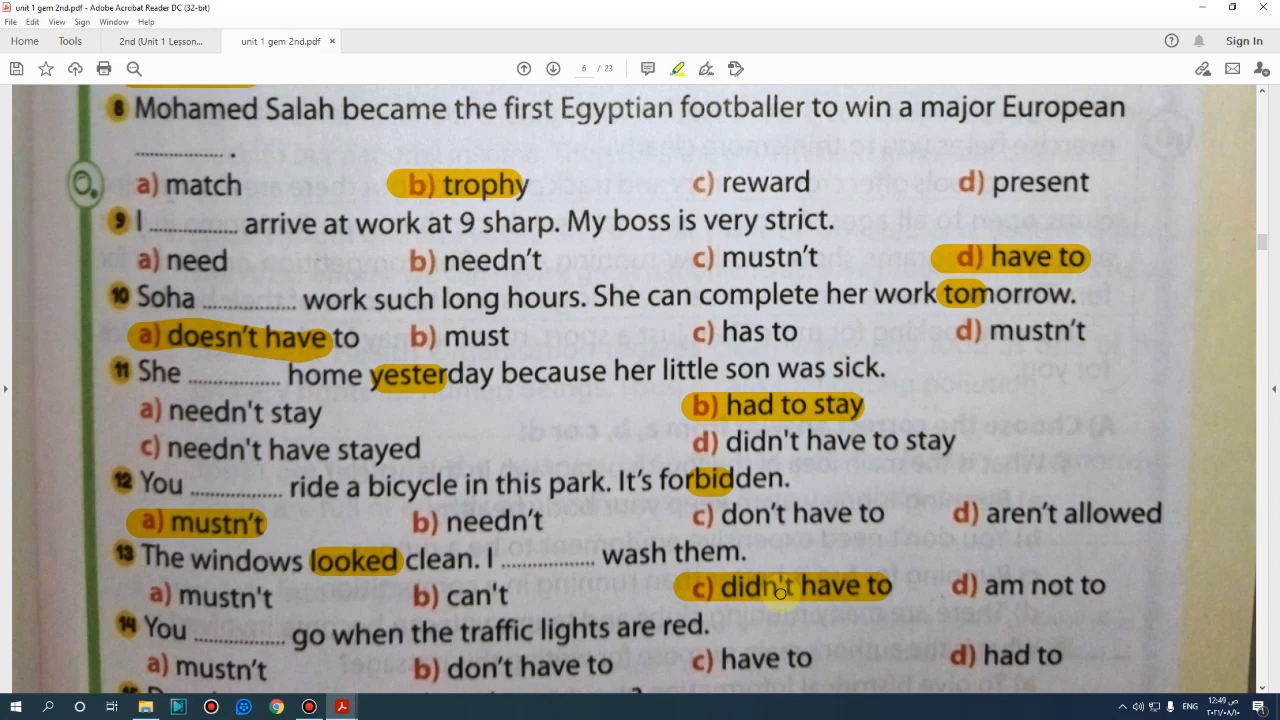 unit 1 gem 2nd.pdf - Adobe Acrobat Reader DC (32-bit)
File Edit View Sign Window Help
Home Tools 2nd (Unit 1 Lesson... unit 1 gem 2nd.pdf × Sign In
6 / 23
8 Mohamed Salah became the first Egyptian footballer to win a major European
....................
a) match b) trophy c) reward d) present
9 I .................. arrive at work at 9 sharp. My boss is very strict.
a) need b) needn't c) mustn't d) have to
10 Soha .................. work such long hours. She can complete her work tomorrow.
a) doesn't have to b) must c) has to d) mustn't
11 She .................. home yesterday because her little son was sick.
a) needn't stay b) had to stay
c) needn't have stayed d) didn't have to stay
12 You .................. ride a bicycle in this park. It's forbidden.
a) mustn't b) needn't c) don't have to d) aren't allowed
13 The windows looked clean. I .................. wash them.
a) mustn't b) can't c) didn't have to d) am not to
14 You .................. go when the traffic lights are red.
a) mustn't b) don't have to c) have to d) had to
ENG
12:49 ص
٢٠٢١/٠٨/١٠